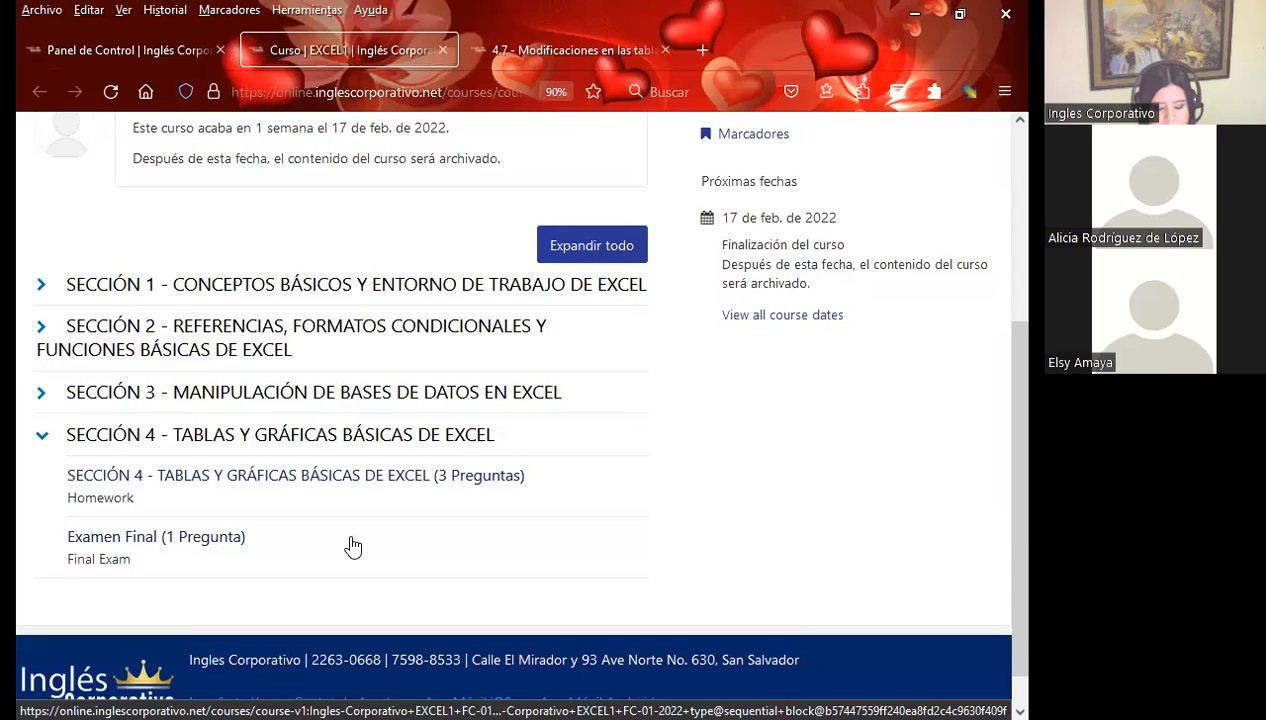 Archivo Editar Ver Historial Marcadores Herramientas Ayuda
Panel de Control | Inglés Corpor
Curso | EXCEL1 | Inglés Corpora
4.7 - Modificaciones en las tabla
https://online.inglescorporativo.net/courses/cour
90%
Buscar
Este curso acaba en 1 semana el 17 de feb. de 2022.
Después de esta fecha, el contenido del curso será archivado.
Expandir todo
SECCIÓN 1 - CONCEPTOS BÁSICOS Y ENTORNO DE TRABAJO DE EXCEL
SECCIÓN 2 - REFERENCIAS, FORMATOS CONDICIONALES Y
FUNCIONES BÁSICAS DE EXCEL
SECCIÓN 3 - MANIPULACIÓN DE BASES DE DATOS EN EXCEL
SECCIÓN 4 - TABLAS Y GRÁFICAS BÁSICAS DE EXCEL
SECCIÓN 4 - TABLAS Y GRÁFICAS BÁSICAS DE EXCEL (3 Preguntas)
Homework
Examen Final (1 Pregunta)
Final Exam
Marcadores
Próximas fechas
17 de feb. de 2022
Finalización del curso
Después de esta fecha, el contenido del curso
será archivado.
View all course dates
Inglés
Corporativo
Ingles Corporativo | 2263-0668 | 7598-8533 | Calle El Mirador y 93 Ave Norte No. 630, San Salvador
https://online.inglescorporativo.net/courses/course-v1:Ingles-Corporativo+EXCEL1+FC-01...-Corporativo+EXCEL1+FC-01-2022+type@sequential+block@b57447559ff240ea8fd2c4c9630f409f
Ingles Corporativo
Alicia Rodríguez de López
Elsy Amaya